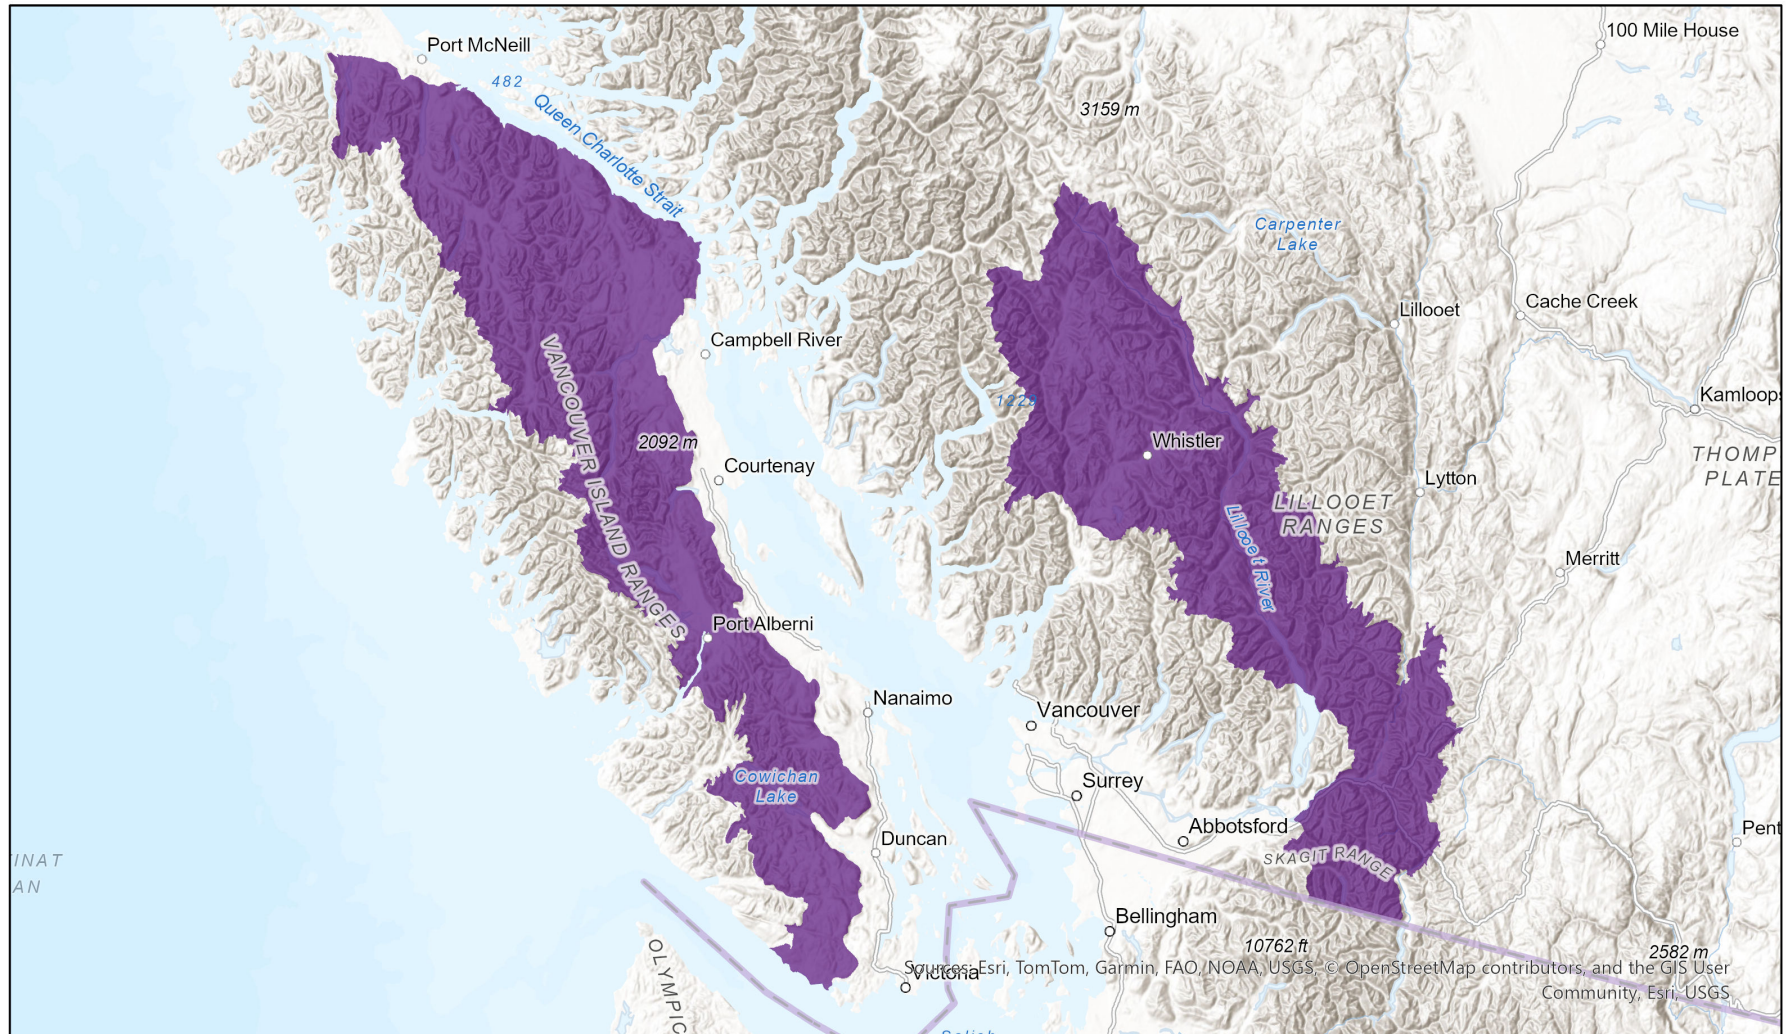 Port McNeill
100 Mile House
482
Queen Charlotte Strait
3159 m
Carpenter
Lake
Lillooet
Cache Creek
Campbell River
Kamloops
VANCOUVER ISLAND RANGES
1229
2092 m
Whistler
THOMP
PLATE
Courtenay
Lytton
LILLOOET
RANGES
Lillooet River
Merritt
Port Alberni
Nanaimo
Vancouver
Cowichan
Lake
Surrey
Abbotsford
Pent
Duncan
SKAGIT RANGE
INAT
AN
Bellingham
10762 ft
2582 m
OLYMPIC
Victoria
Sources: Esri, TomTom, Garmin, FAO, NOAA, USGS, © OpenStreetMap contributors, and the GIS User
Community, Esri, USGS
Salish